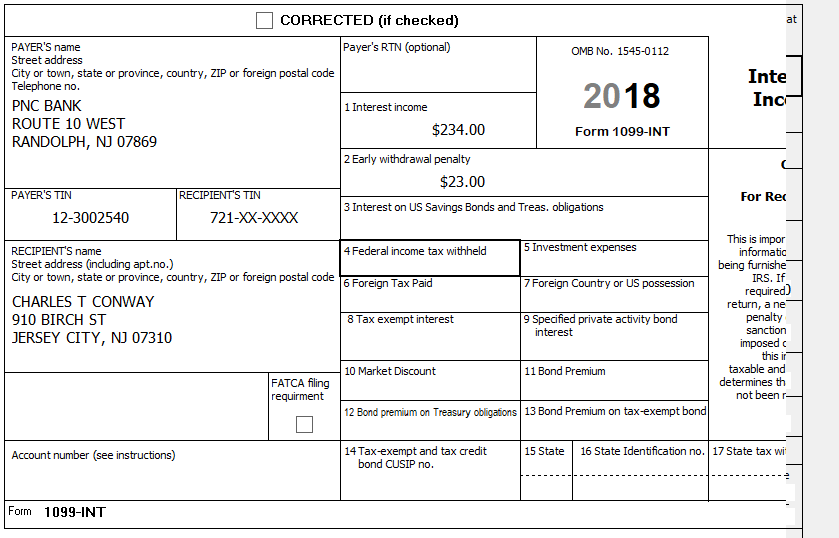 CORRECTED (if checked)
at
PAYER'S name
Street address
City or town, state or province, country, ZIP or foreign postal code
Telephone no.
PNC BANK
ROUTE 10 WEST
RANDOLPH, NJ 07869
Payer's RTN (optional)
OMB No. 1545-0112
2018
Form 1099-INT
1 Interest income
$234.00
2 Early withdrawal penalty
$23.00
PAYER'S TIN
12-3002540
RECIPIENT'S TIN
721-XX-XXXX
3 Interest on US Savings Bonds and Treas. obligations
For
RECIPIENT'S name
Street address (including apt.no.)
City or town, state or province, country, ZIP or foreign postal code
CHARLES T CONWAY
910 BIRCH ST
JERSEY CITY, NJ 07310
4 Federal income tax withheld
5 Investment expenses
6 Foreign Tax Paid
7 Foreign Country or US possession
8 Tax exempt interest
9 Specified private activity bond
interest
10 Market Discount
11 Bond Premium
FATCA filing
requirment
12 Bond premium on Treasury obligations
13 Bond Premium on tax-exempt bond
This is
being
IRS. If
required
return, a
penalty
sanction
imposed
this
taxable and
determines
not been
Account number (see instructions)
14 Tax-exempt and tax credit
bond CUSIP no.
15 State
16 State Identification no.
17 State tax
Form 1099-INT